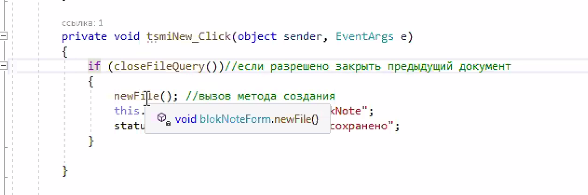 ссылка: 1
private void tsmiNew_Click(object sender, EventArgs e)
{
if (closeFileQuery())//если разрешено закрыть предыдущий документ
{
newFile(); //вызов метода создания
this. kNote";
statu сохранено";
void blokNoteForm.newFile()
}
}